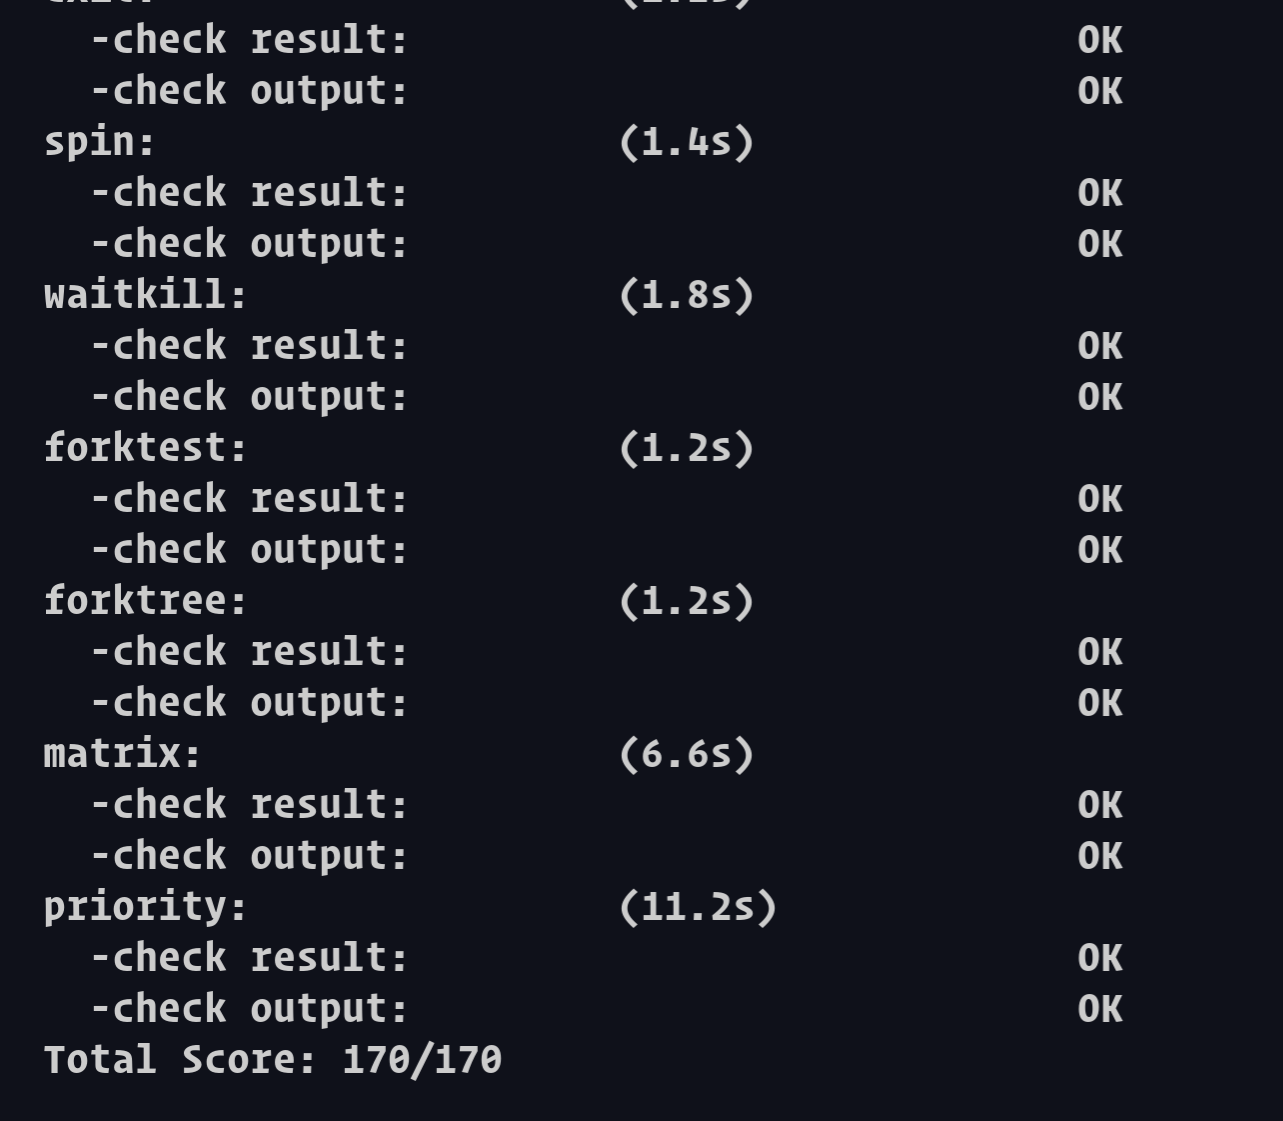 -check result: OK
-check output: OK
spin: (1.4s)
-check result: OK
-check output: OK
waitkill: (1.8s)
-check result: OK
-check output: OK
forktest: (1.2s)
-check result: OK
-check output: OK
forktree: (1.2s)
-check result: OK
-check output: OK
matrix: (6.6s)
-check result: OK
-check output: OK
priority: (11.2s)
-check result: OK
-check output: OK
Total Score: 170/170